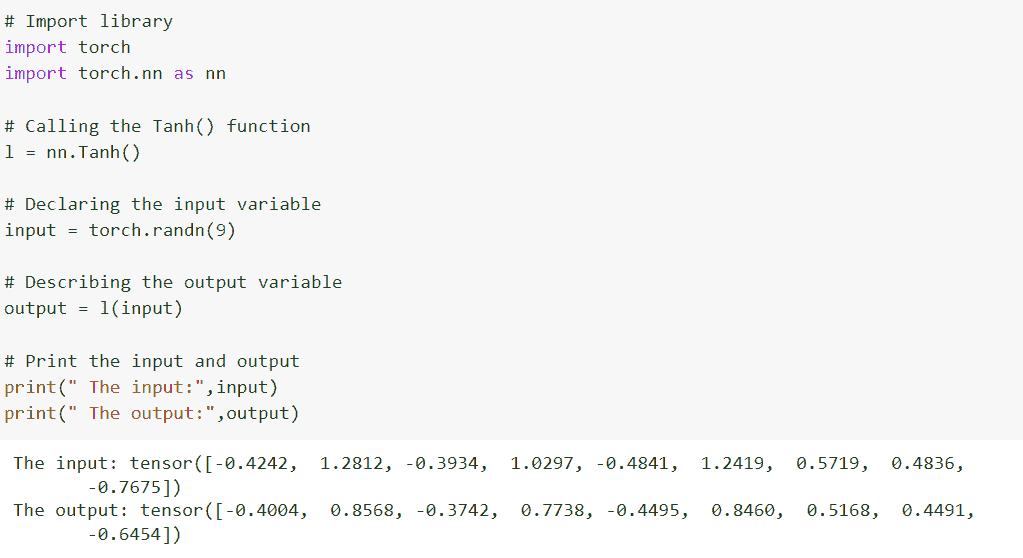 # Import library
import torch
import torch.nn as nn
# Calling the Tanh() function
l = nn.Tanh()
# Declaring the input variable
input = torch.randn(9)
# Describing the output variable
output = l(input)
# Print the input and output
print(" The input:",input)
print(" The output:",output)
The input: tensor([-0.4242,  1.2812, -0.3934,  1.0297, -0.4841,  1.2419,  0.5719,  0.4836,
-0.7675])
The output: tensor([-0.4004,  0.8568, -0.3742,  0.7738, -0.4495,  0.8460,  0.5168,  0.4491,
-0.6454])